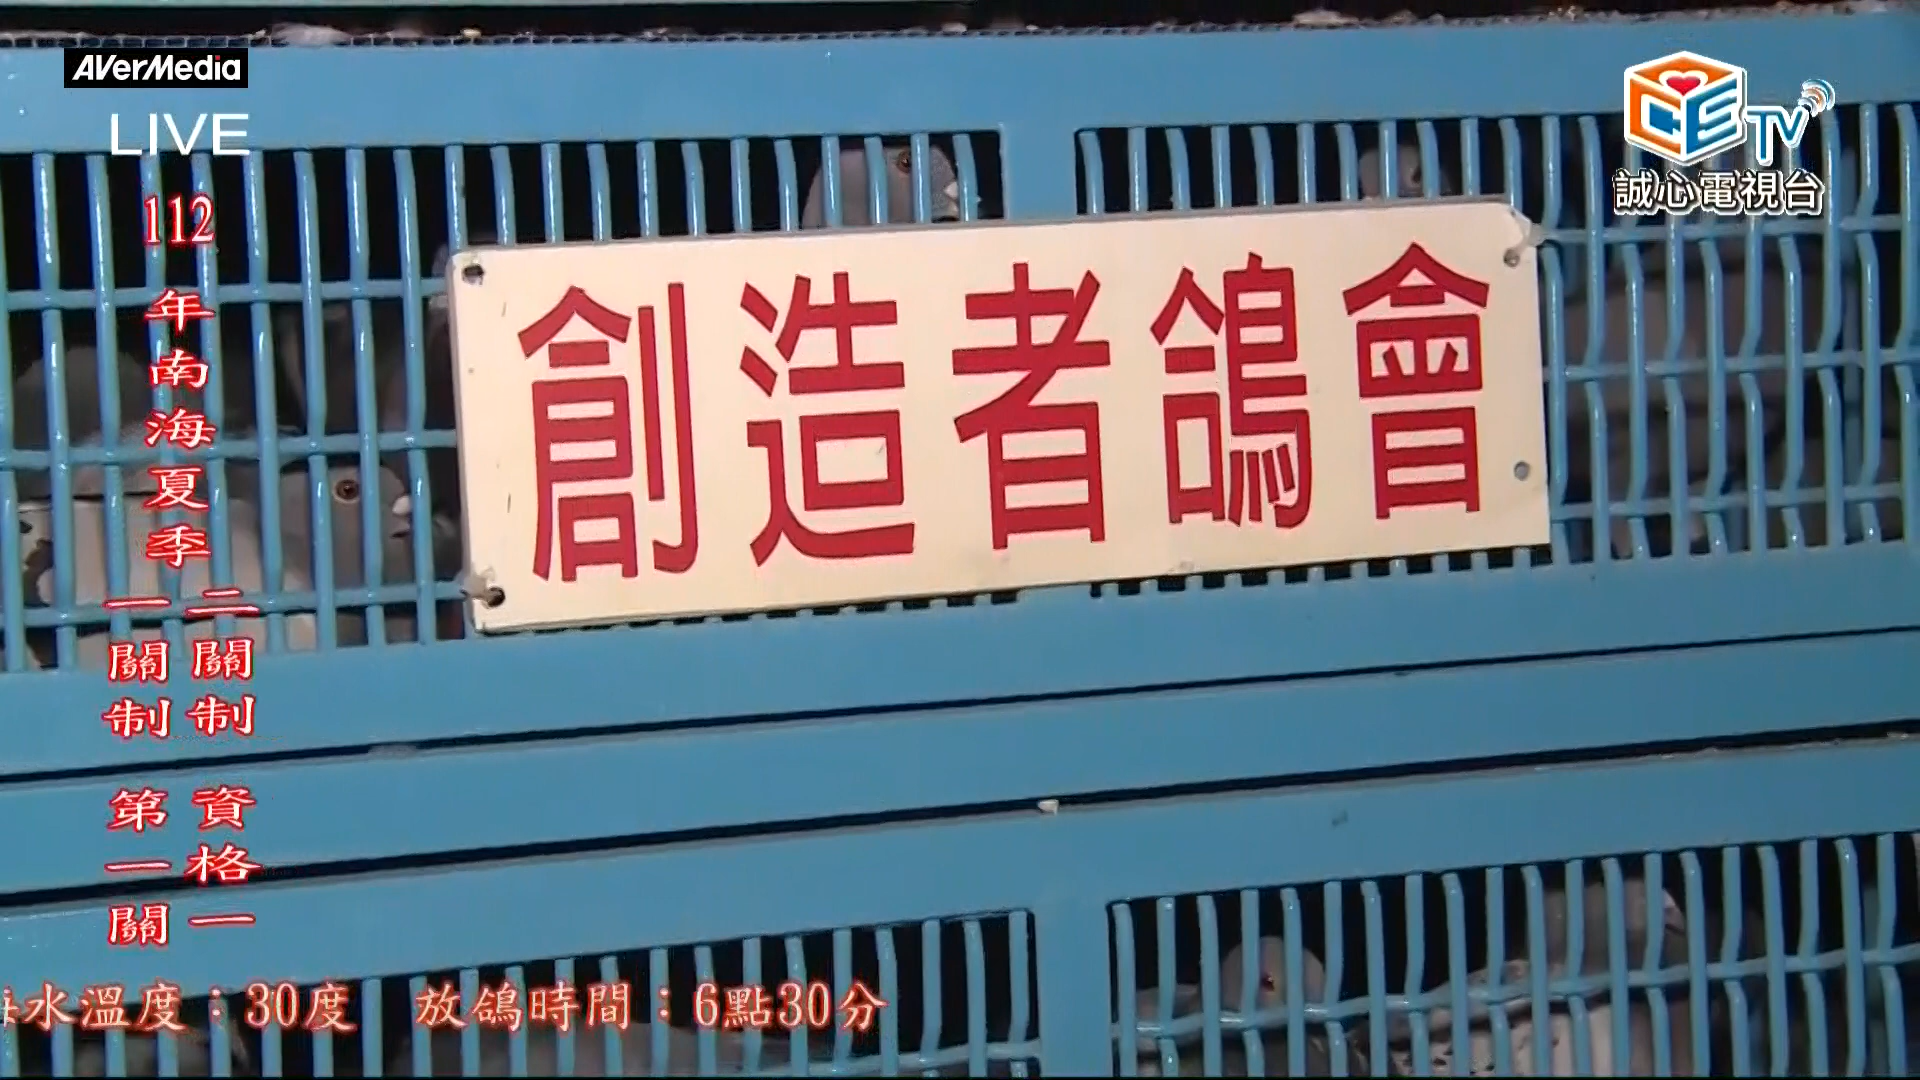 AVerMedia
LIVE
CE TV
誠心電視台
112
年南海夏季
二關制 資格一
一關制 第一關
創造者鴿會
水溫度：30度 放鴿時間：6點30分